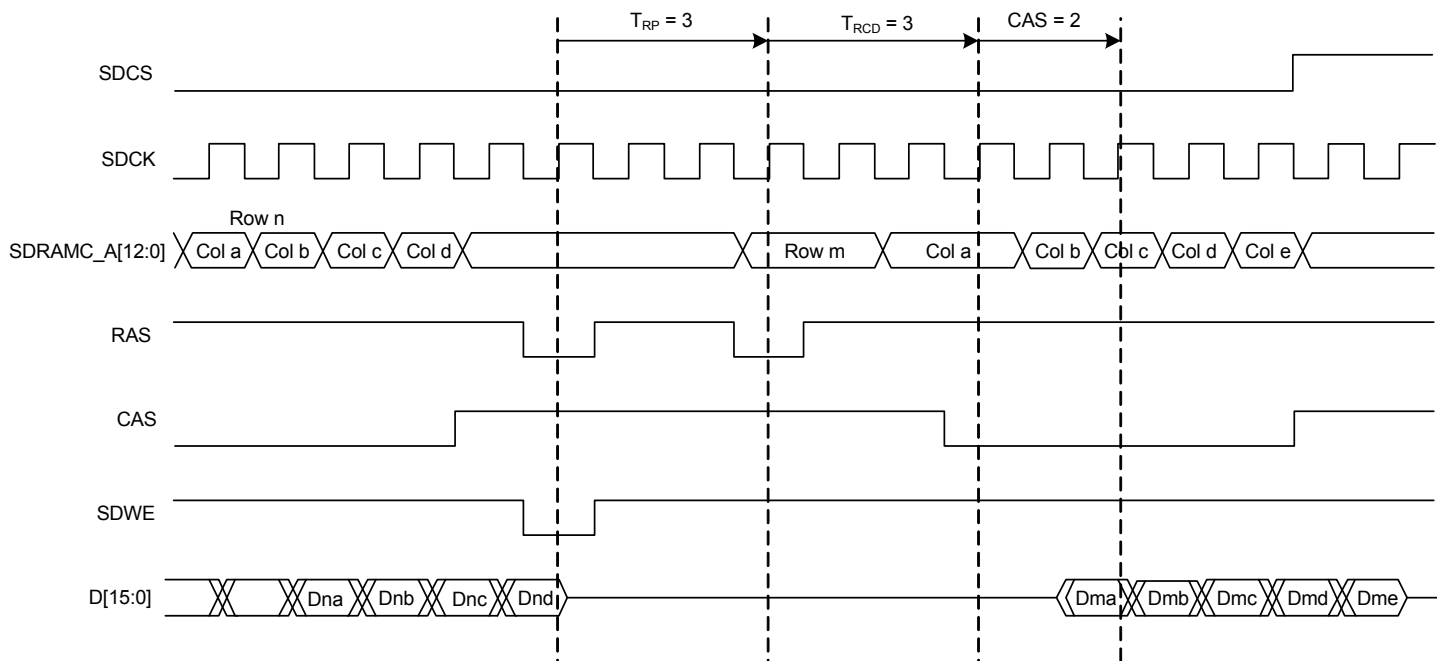 T_RP = 3 T_RCD = 3 CAS = 2
SDCS
SDCK
Row n
SDRAMC_A[12:0] Col a Col b Col c Col d Row m Col a Col b Col c Col d Col e
RAS
CAS
SDWE
D[15:0] Dna Dnb Dnc Dnd Dma Dmb Dmc Dmd Dme